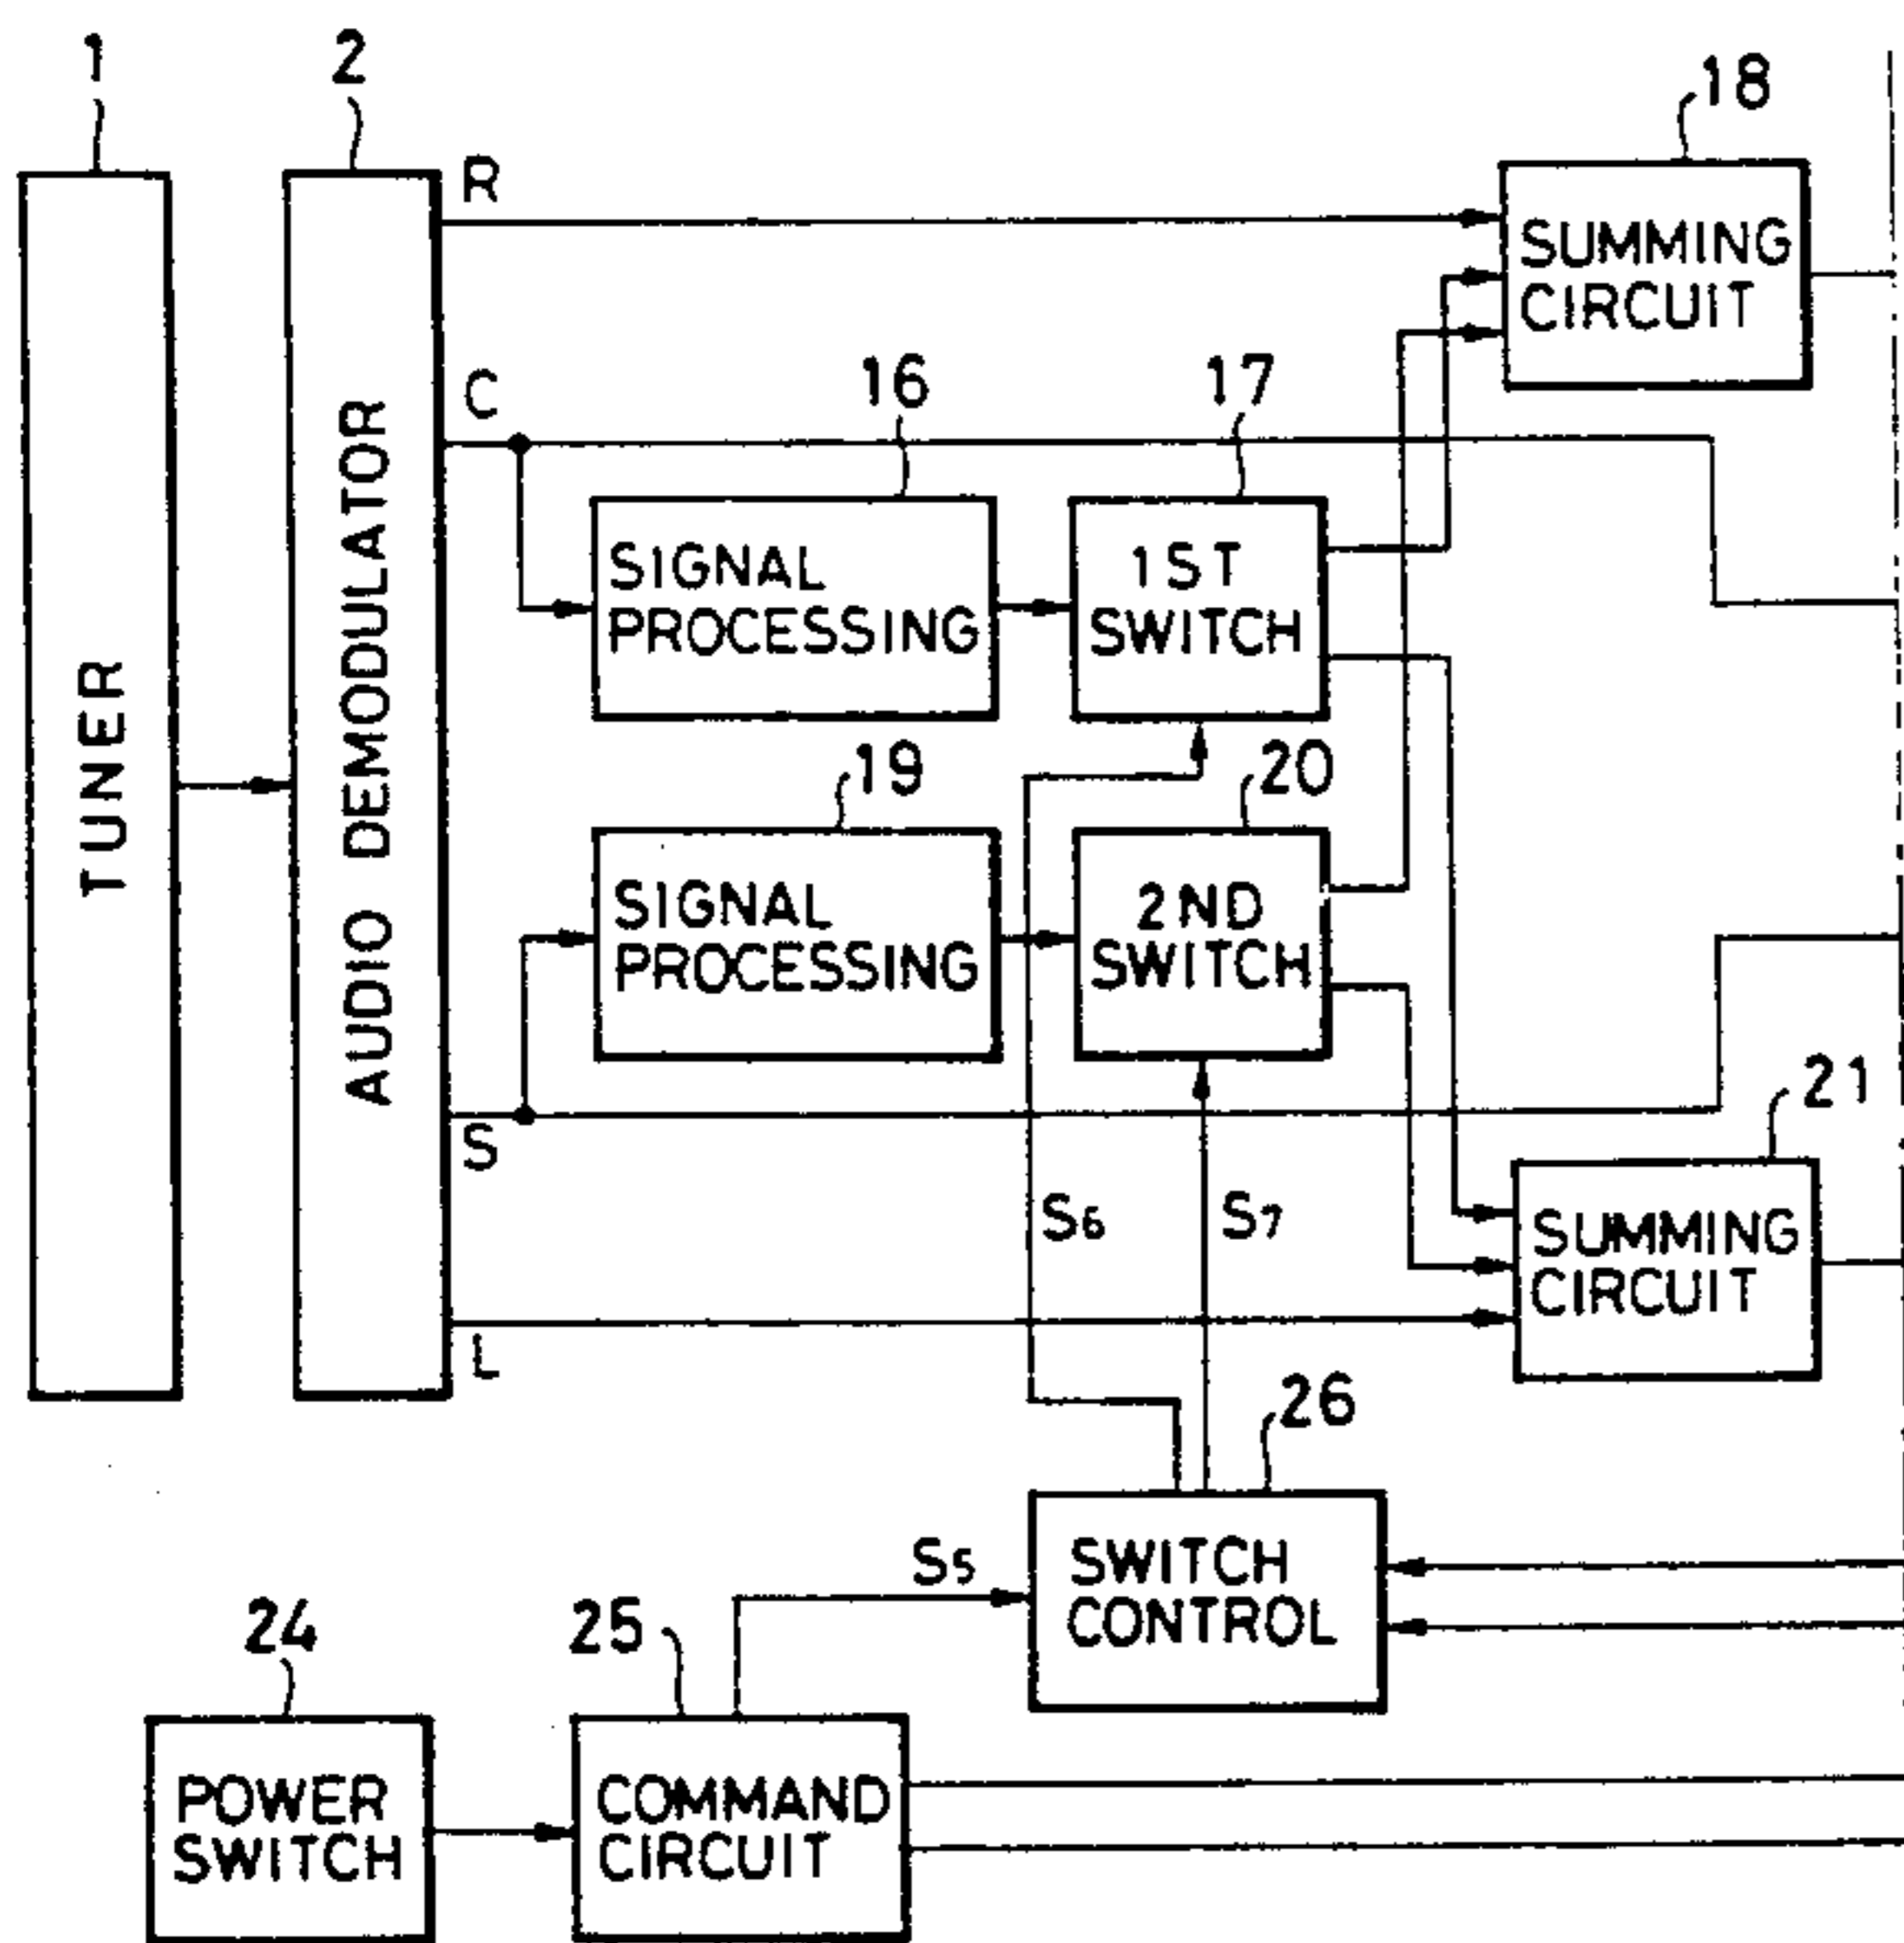 1
2
18
R
SUMMING
CIRCUIT
C
16
17
SIGNAL
PROCESSING
1ST
SWITCH
TUNER
AUDIO DEMODULATOR
19
20
SIGNAL
PROCESSING
2ND
SWITCH
21
S
S6
S7
SUMMING
CIRCUIT
L
26
S5
SWITCH
CONTROL
24
25
POWER
SWITCH
COMMAND
CIRCUIT